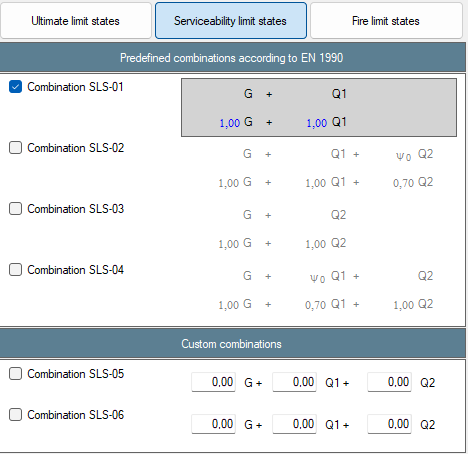 Ultimate limit states Serviceability limit states Fire limit states
Predefined combinations according to EN 1990
Combination SLS-01
G + Q1
1,00 G + 1,00 Q1
Combination SLS-02
G + Q1 + ψ0 Q2
1,00 G + 1,00 Q1 + 0,70 Q2
Combination SLS-03
G + Q2
1,00 G + 1,00 Q2
Combination SLS-04
G + ψ0 Q1 + Q2
1,00 G + 0,70 Q1 + 1,00 Q2
Custom combinations
Combination SLS-05 0,00 G + 0,00 Q1 + 0,00 Q2
Combination SLS-06 0,00 G + 0,00 Q1 + 0,00 Q2